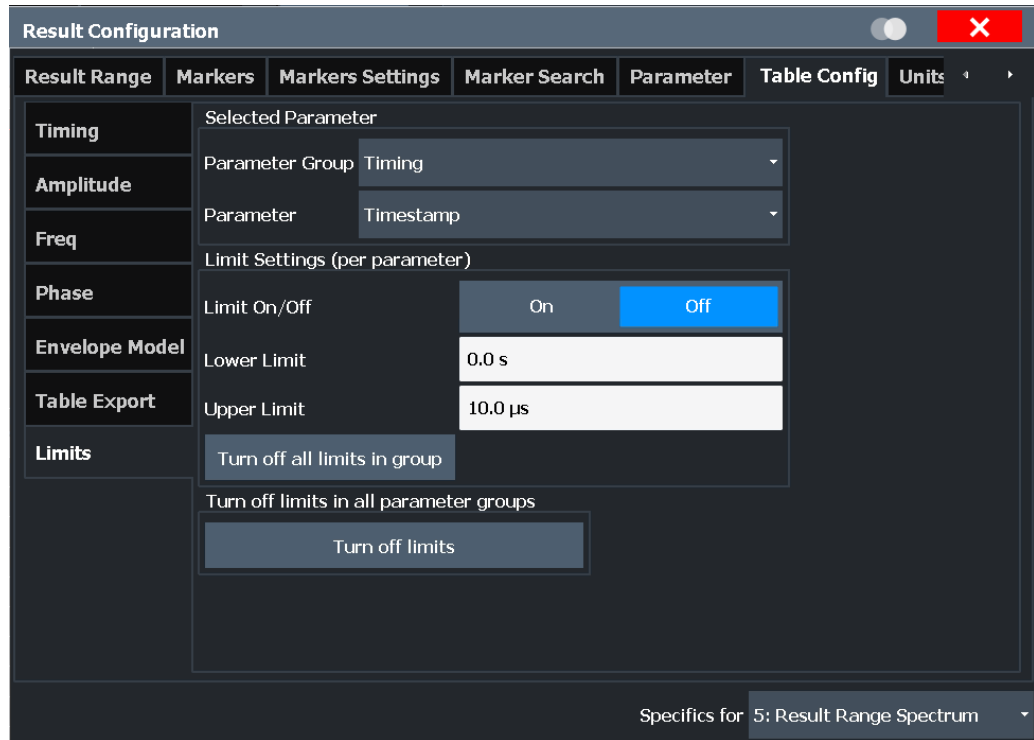 Result Configuration
Result Range Markers Markers Settings Marker Search Parameter Table Config Units
Timing
Amplitude
Freq
Phase
Envelope Model
Table Export
Limits
Selected Parameter
Parameter Group Timing
Parameter Timestamp
Limit Settings (per parameter)
Limit On/Off On Off
Lower Limit 0.0 s
Upper Limit 10.0 µs
Turn off all limits in group
Turn off limits in all parameter groups
Turn off limits
Specifics for 5: Result Range Spectrum